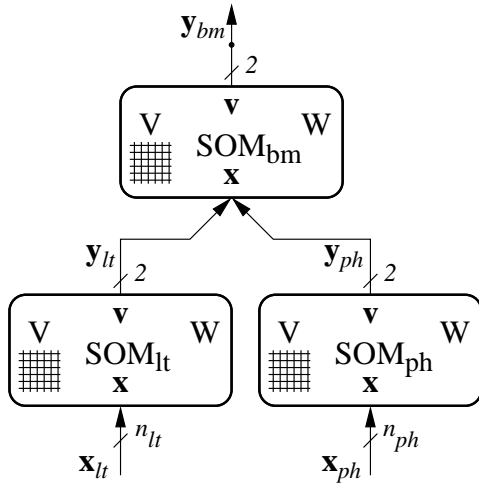 y_bm
2
v
V W
SOM_bm
x
y_lt 2 y_ph 2
v v
V W V W
SOM_lt SOM_ph
x x
n_lt n_ph
x_lt x_ph